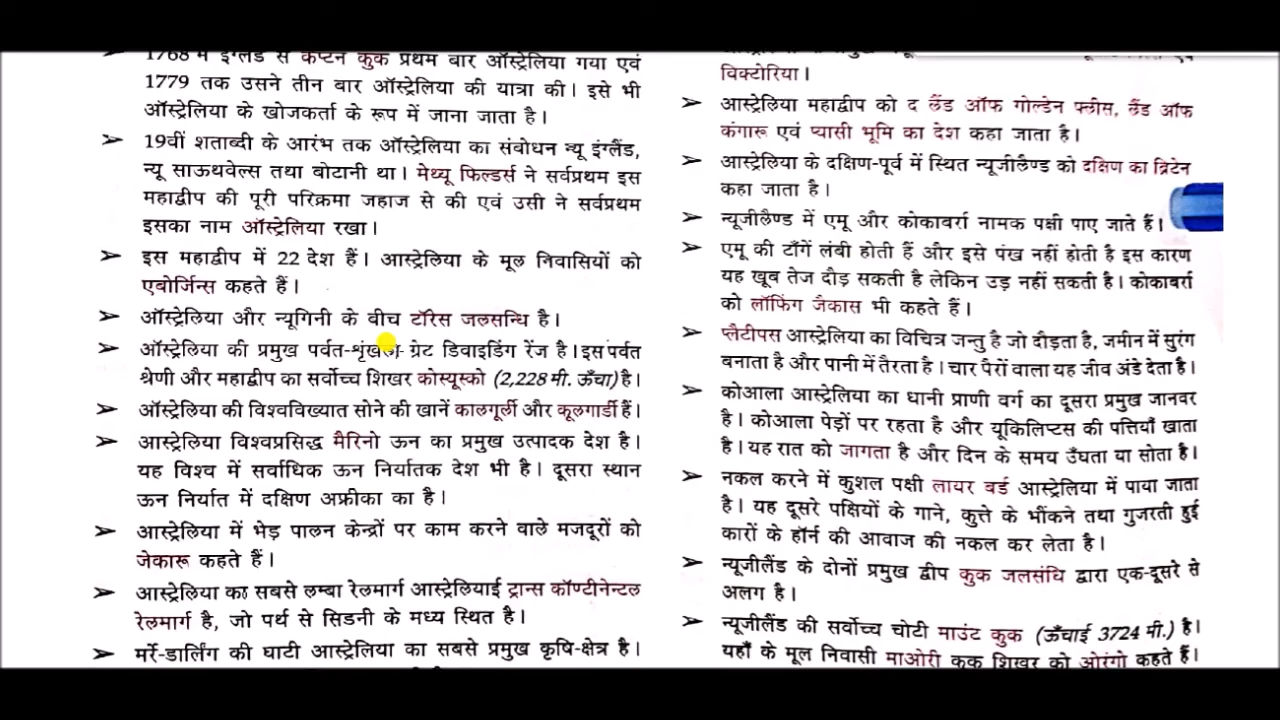 1768 में इंग्लैंड से कैप्टन कुक प्रथम बार ऑस्ट्रेलिया गया एवं
1779 तक उसने तीन बार ऑस्ट्रेलिया की यात्रा की। इसे भी
ऑस्ट्रेलिया के खोजकर्ता के रूप में जाना जाता है।
➢ 19वीं शताब्दी के आरंभ तक ऑस्ट्रेलिया का संबोधन न्यू इंग्लैंड,
न्यू साऊथवेल्स तथा बोटानी था। मेथ्यू फिल्डर्स ने सर्वप्रथम इस
महाद्वीप की पूरी परिक्रमा जहाज से की एवं उसी ने सर्वप्रथम
इसका नाम ऑस्ट्रेलिया रखा।
➢ इस महाद्वीप में 22 देश हैं। आस्ट्रेलिया के मूल निवासियों को
एबोर्जिन्स कहते हैं।
➢ ऑस्ट्रेलिया और न्यूगिनी के बीच टॉरेस जलसन्धि है।
➢ ऑस्ट्रेलिया की प्रमुख पर्वत-शृंखला-ग्रेट डिवाइडिंग रेंज है। इस पर्वत
श्रेणी और महाद्वीप का सर्वोच्च शिखर कोस्यूस्को (2,228 मी. ऊँचा) है।
➢ ऑस्ट्रेलिया की विश्वविख्यात सोने की खानें कालगूर्ली और कूलगार्डी हैं।
➢ आस्ट्रेलिया विश्वप्रसिद्ध मैरिनो ऊन का प्रमुख उत्पादक देश है।
यह विश्व में सर्वाधिक ऊन निर्यातक देश भी है। दूसरा स्थान
ऊन निर्यात में दक्षिण अफ्रीका का है।
➢ आस्ट्रेलिया में भेड़ पालन केन्द्रों पर काम करने वाले मजदूरों को
जेकारू कहते हैं।
➢ आस्ट्रेलिया का सबसे लम्बा रेलमार्ग आस्ट्रेलियाई ट्रान्स कॉण्टीनेन्टल
रेलमार्ग है, जो पर्थ से सिडनी के मध्य स्थित है।
➢ मर्रे-डार्लिंग की घाटी आस्ट्रेलिया का सबसे प्रमुख कृषि-क्षेत्र है।
विक्टोरिया।
➢ आस्ट्रेलिया महाद्वीप को द लैंड ऑफ गोल्डेन फ्लीस, लैंड ऑफ
कंगारू एवं प्यासी भूमि का देश कहा जाता है।
➢ आस्ट्रेलिया के दक्षिण-पूर्व में स्थित न्यूजीलैण्ड को दक्षिण का ब्रिटेन
कहा जाता है।
➢ न्यूजीलैण्ड में एमू और कोकाबर्रा नामक पक्षी पाए जाते हैं।
➢ एमू की टाँगें लंबी होती हैं और इसे पंख नहीं होती है इस कारण
यह खूब तेज दौड़ सकती है लेकिन उड़ नहीं सकती है। कोकाबर्रा
को लॉफिंग जैकास भी कहते हैं।
➢ प्लैटीपस आस्ट्रेलिया का विचित्र जन्तु है जो दौड़ता है, जमीन में सुरंग
बनाता है और पानी में तैरता है। चार पैरों वाला यह जीव अंडे देता है।
➢ कोआला आस्ट्रेलिया का धानी प्राणी वर्ग का दूसरा प्रमुख जानवर
है। कोआला पेड़ों पर रहता है और यूकिलिप्टस की पत्तियाँ खाता
है। यह रात को जागता है और दिन के समय उँघता या सोता है।
➢ नकल करने में कुशल पक्षी लायर बर्ड आस्ट्रेलिया में पाया जाता
है। यह दूसरे पक्षियों के गाने, कुत्ते के भौंकने तथा गुजरती हुई
कारों के हॉर्न की आवाज की नकल कर लेता है।
➢ न्यूजीलैंड के दोनों प्रमुख द्वीप कुक जलसंधि द्वारा एक-दूसरे से
अलग है।
➢ न्यूजीलैंड की सर्वोच्च चोटी माउंट कुक (ऊँचाई 3724 मी.) है।
यहाँ के मूल निवासी माओरी कुक शिखर को ओरंगो कहते हैं।